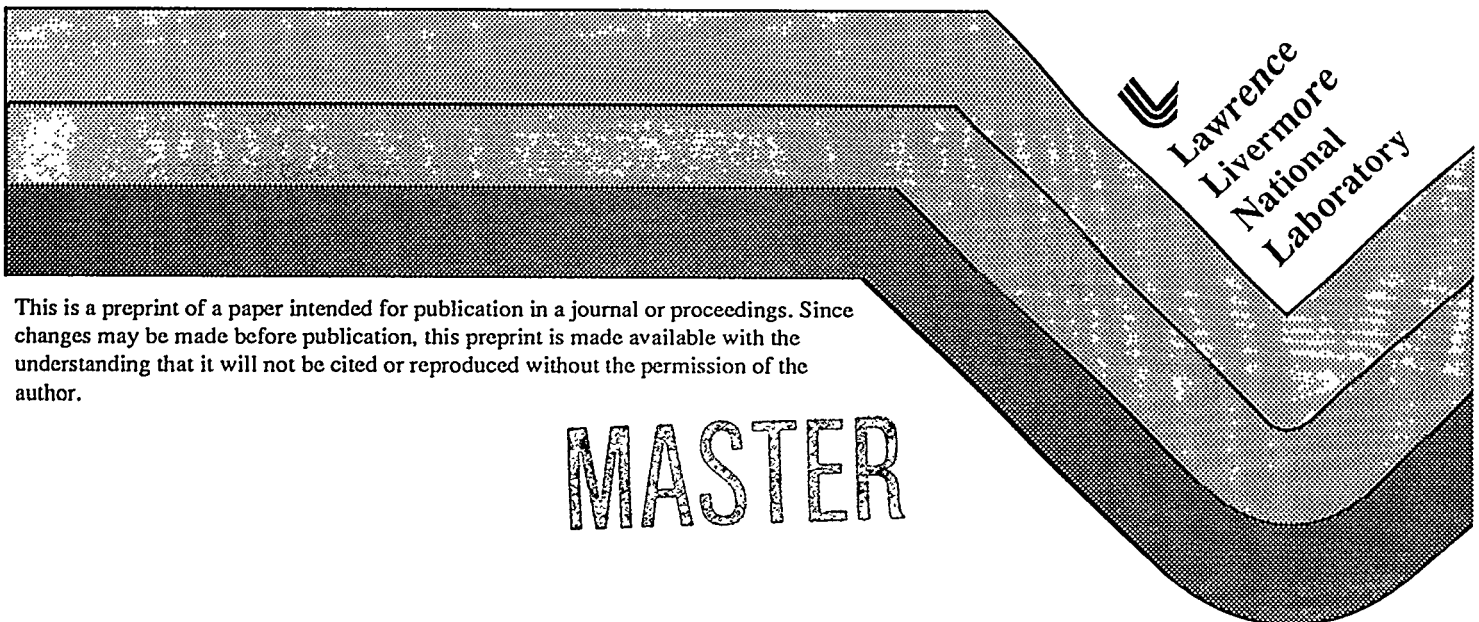 Lawrence
Livermore
National
Laboratory
This is a preprint of a paper intended for publication in a journal or proceedings. Since
changes may be made before publication, this preprint is made available with the
understanding that it will not be cited or reproduced without the permission of the
author.
MASTER